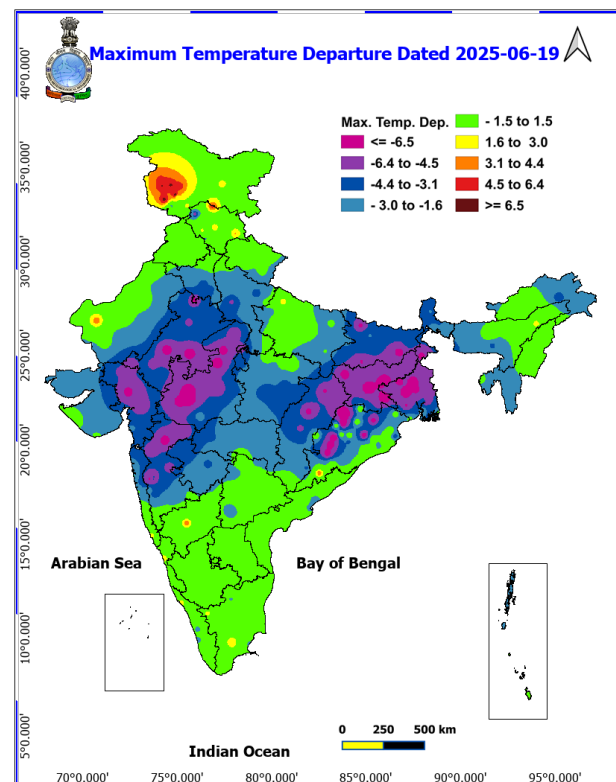 Maximum Temperature Departure Dated 2025-06-19
Max. Temp. Dep.
<= -6.5
-6.4 to -4.5
-4.4 to -3.1
- 3.0 to -1.6
- 1.5 to 1.5
1.6 to 3.0
3.1 to 4.4
4.5 to 6.4
>= 6.5
40°0.000'
35°0.000'
30°0.000'
25°0.000'
20°0.000'
15°0.000'
10°0.000'
5°0.000'
Arabian Sea
Bay of Bengal
0 250 500 km
Indian Ocean
70°0.000' 75°0.000' 80°0.000' 85°0.000' 90°0.000' 95°0.000'